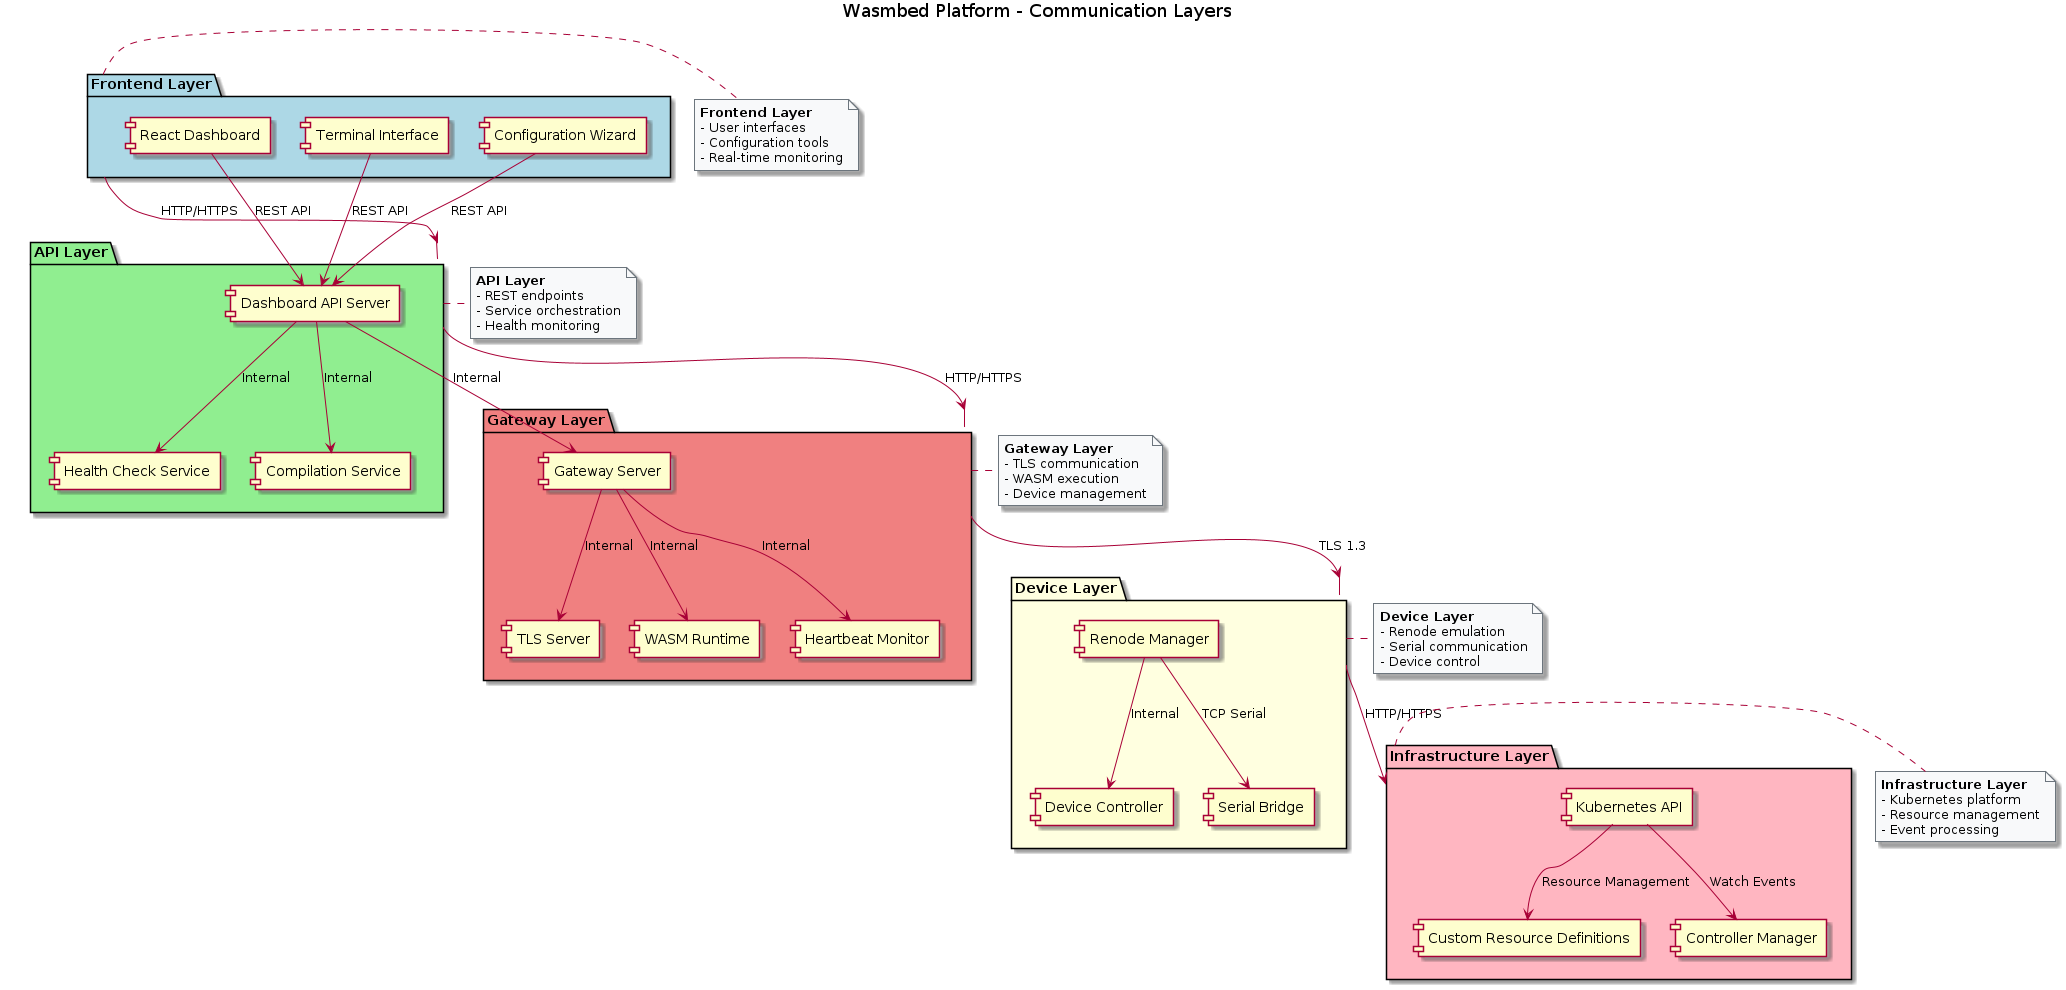 Wasmbed Platform - Communication Layers
Frontend Layer
React Dashboard
Terminal Interface
Configuration Wizard
Frontend Layer
- User interfaces
- Configuration tools
- Real-time monitoring
HTTP/HTTPS
REST API
REST API
REST API
API Layer
Dashboard API Server
API Layer
- REST endpoints
- Service orchestration
- Health monitoring
Internal
Internal
Internal
HTTP/HTTPS
Health Check Service
Compilation Service
Gateway Layer
Gateway Server
Gateway Layer
- TLS communication
- WASM execution
- Device management
Internal
Internal
Internal
TLS 1.3
TLS Server
WASM Runtime
Heartbeat Monitor
Device Layer
Renode Manager
Device Layer
- Renode emulation
- Serial communication
- Device control
Internal
TCP Serial
HTTP/HTTPS
Device Controller
Serial Bridge
Infrastructure Layer
Kubernetes API
Infrastructure Layer
- Kubernetes platform
- Resource management
- Event processing
Resource Management
Watch Events
Custom Resource Definitions
Controller Manager